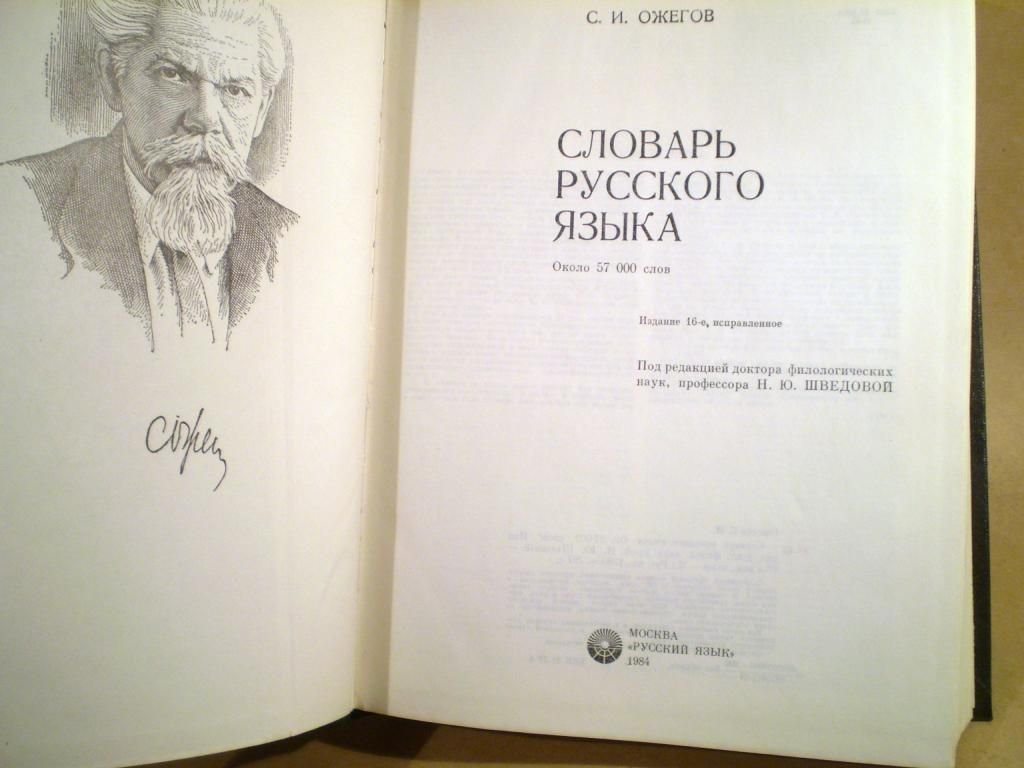 С. И. ОЖЕГОВ
СЛОВАРЬ
РУССКОГО
ЯЗЫКА
Около 57 000 слов
Издание 16-е, исправленное
Под редакцией доктора филологических
наук, профессора Н. Ю. ШВЕДОВОЙ
МОСКВА
«РУССКИЙ ЯЗЫК»
1984